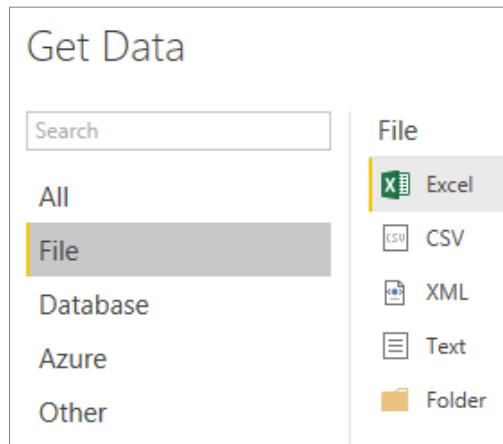 Get Data
Search
All
File
Database
Azure
Other
File
Excel
CSV
XML
Text
Folder